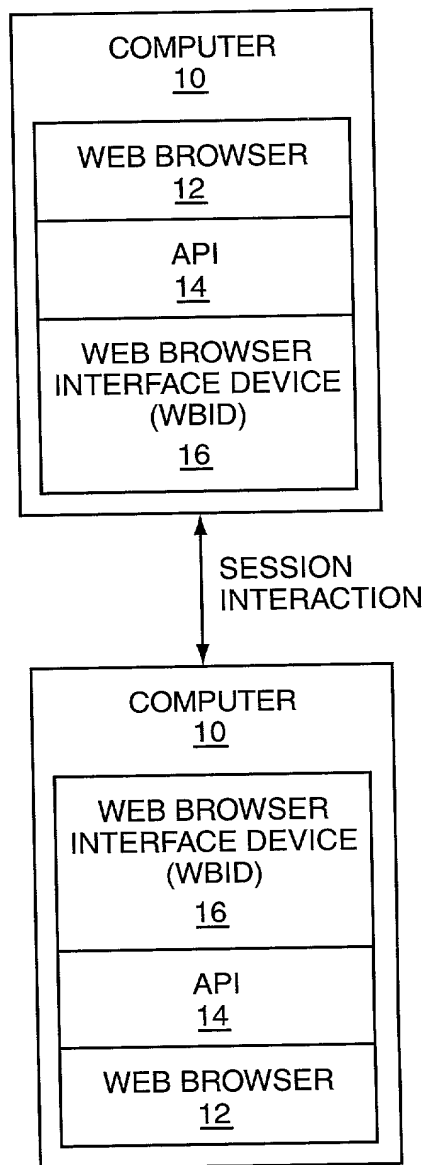 COMPUTER
10
WEB BROWSER
12
API
14
WEB BROWSER
INTERFACE DEVICE
(WBID)
16
SESSION
INTERACTION
COMPUTER
10
WEB BROWSER
INTERFACE DEVICE
(WBID)
16
API
14
WEB BROWSER
12